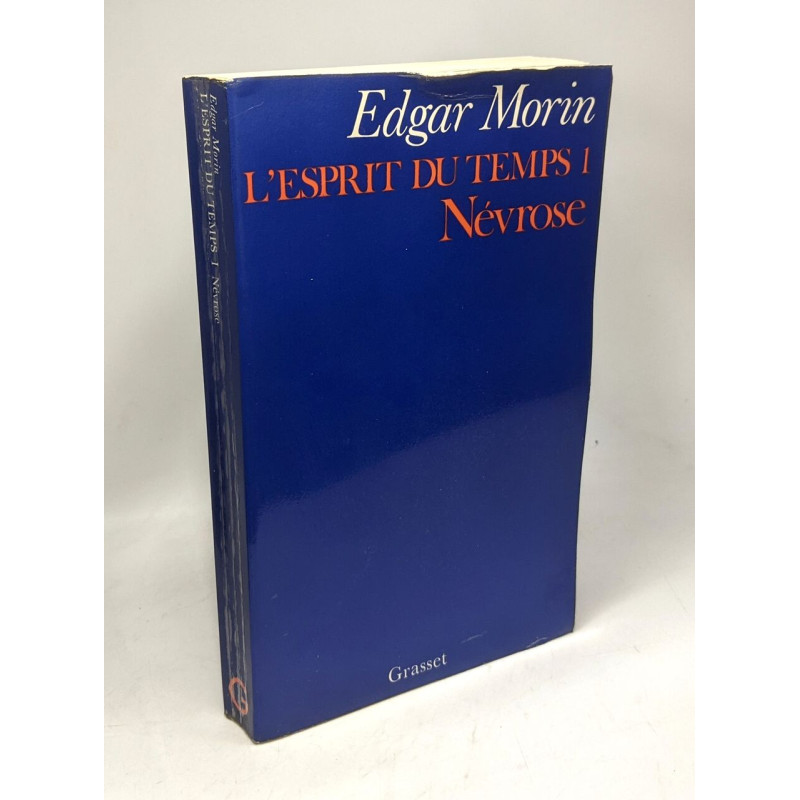 Edgar Morin
L'ESPRIT DU TEMPS 1
Névrose
Grasset
Edgar Morin
L'ESPRIT DU TEMPS 1 Névrose